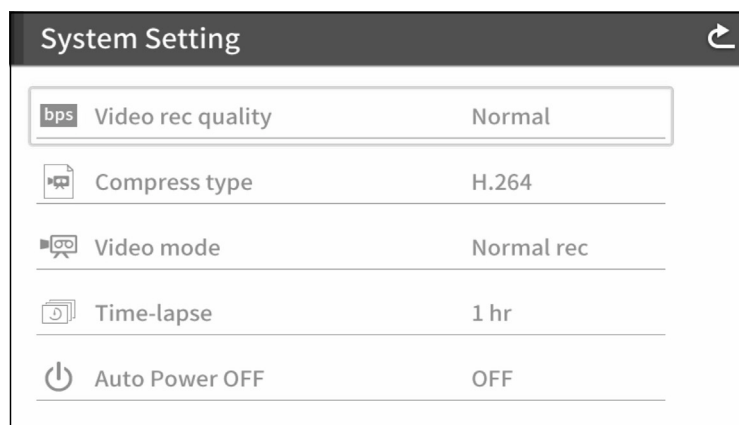 System Setting
bps Video rec quality Normal
Compress type H.264
Video mode Normal rec
Time-lapse 1 hr
Auto Power OFF OFF